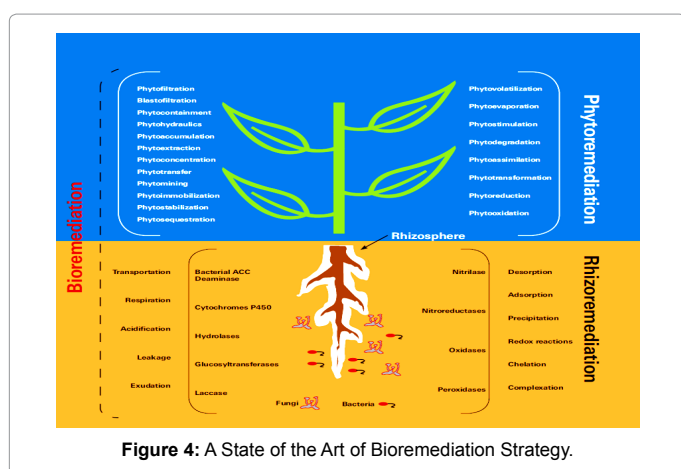 Bioremediation
Phytofiltration
Blastofiltration
Phytocontainment
Phytohydraulics
Phytoaccumulation
Phytoextraction
Phytoconcentration
Phytotransfer
Phytomining
Phytoimmobilization
Phytostabilization
Phytosequestration
Phytovolatilization
Phytoevaporation
Phytostimulation
Phytodegradation
Phytoassimilation
Phytotransformation
Phytoreduction
Phytooxidation
Phytoremediation
Rhizosphere
Transportation
Respiration
Acidification
Leakage
Exudation
Bacterial ACC
Deaminase
Cytochromes P450
Hydrolases
Glucosyltransferases
Laccase
Fungi
Bacteria
Nitrilase
Nitroreductases
Oxidases
Peroxidases
Desorption
Adsorption
Precipitation
Redox reactions
Chelation
Complexation
Rhizoremediation
Figure 4: A State of the Art of Bioremediation Strategy.